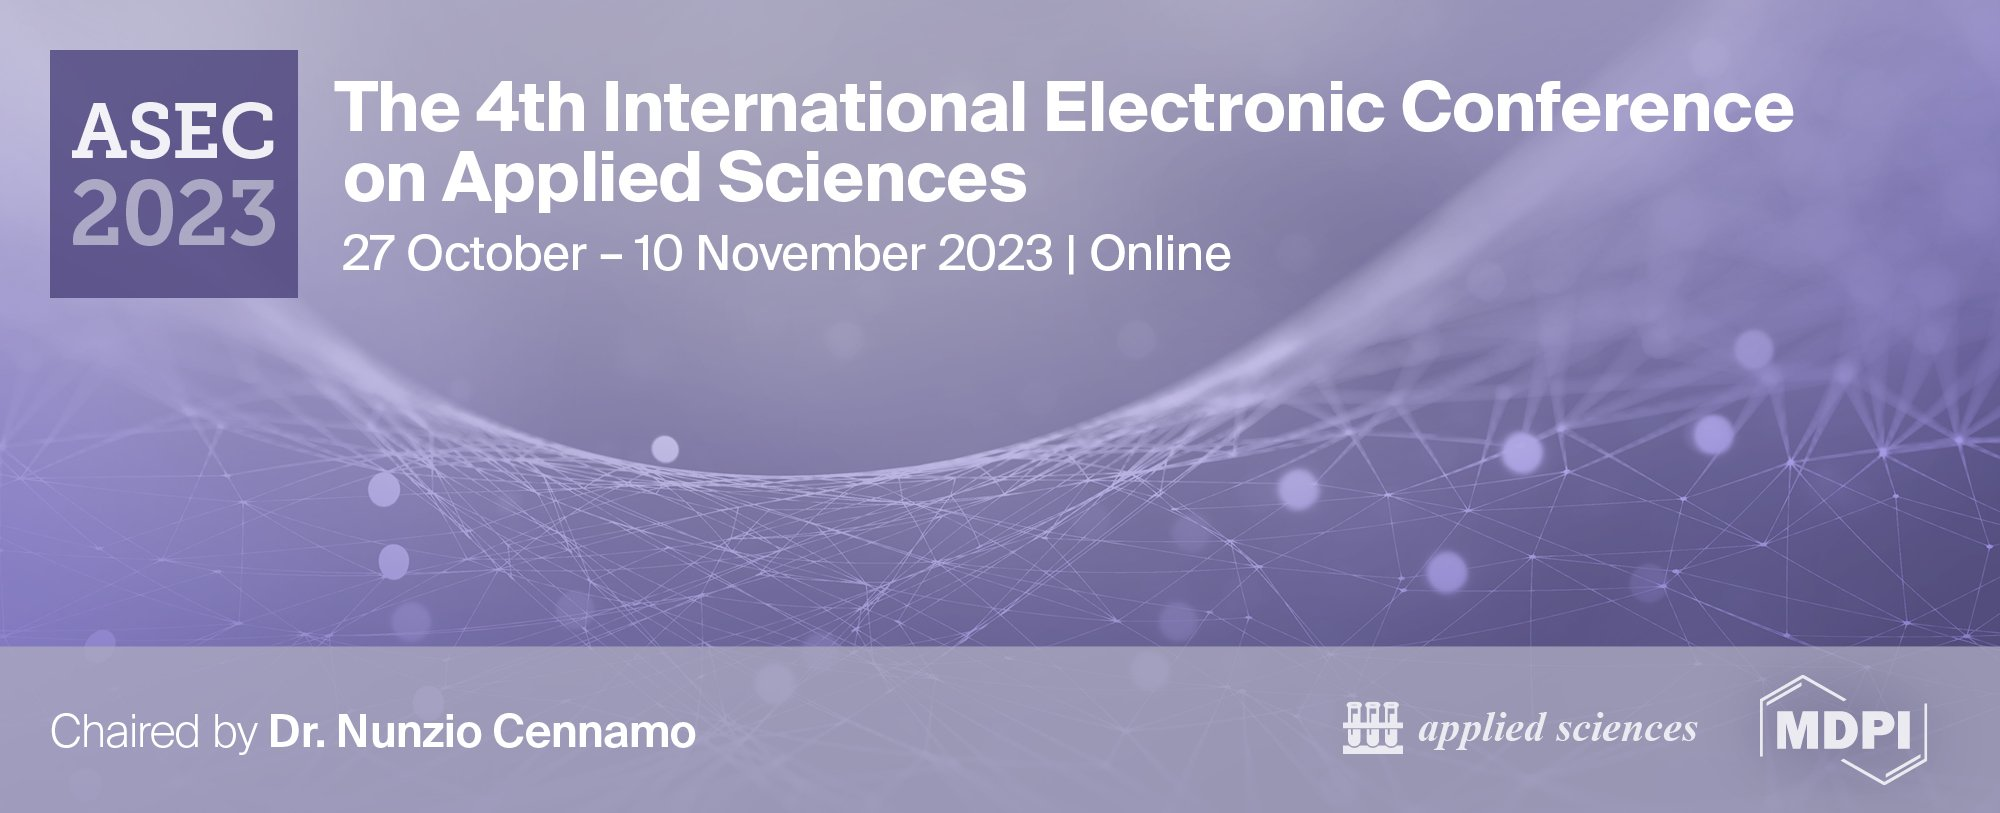 ASEC
2023
The 4th International Electronic Conference
on Applied Sciences
27 October – 10 November 2023 | Online
Chaired by Dr. Nunzio Cennamo
applied sciences
MDPI